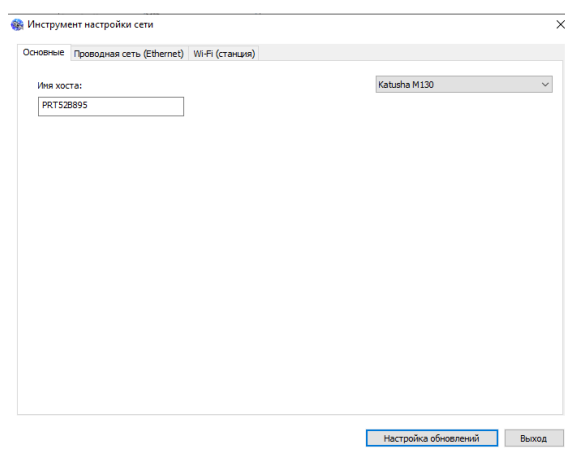 Инструмент настройки сети
Основные Проводная сеть (Ethernet) Wi-Fi (станция)
Имя хоста:
Katusha M130
PRT52B895
Настройка обновлений Выход